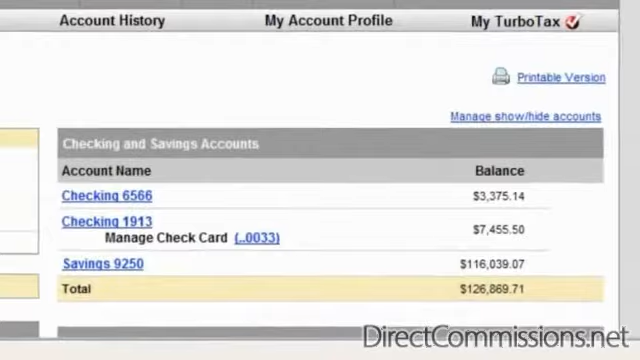 Account History My Account Profile My TurboTax
Printable Version
Manage show/hide accounts
Checking and Savings Accounts
Account Name Balance
Checking 6566 $3,375.14
Checking 1913 $7,455.50
Manage Check Card (..0033)
Savings 9250 $116,039.07
Total $126,869.71
DirectCommissions.net